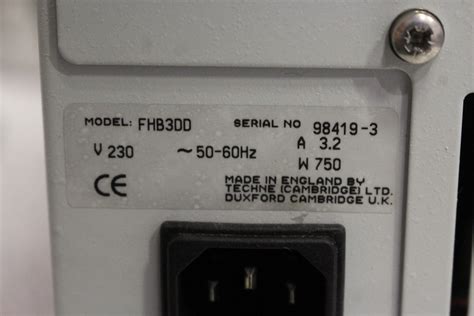 MODEL: FHB3DD SERIAL NO 98419-3
V 230 ~50-60Hz A 3.2
W 750
CE MADE IN ENGLAND BY
TECHNE (CAMBRIDGE) LTD.
DUXFORD CAMBRIDGE U.K.